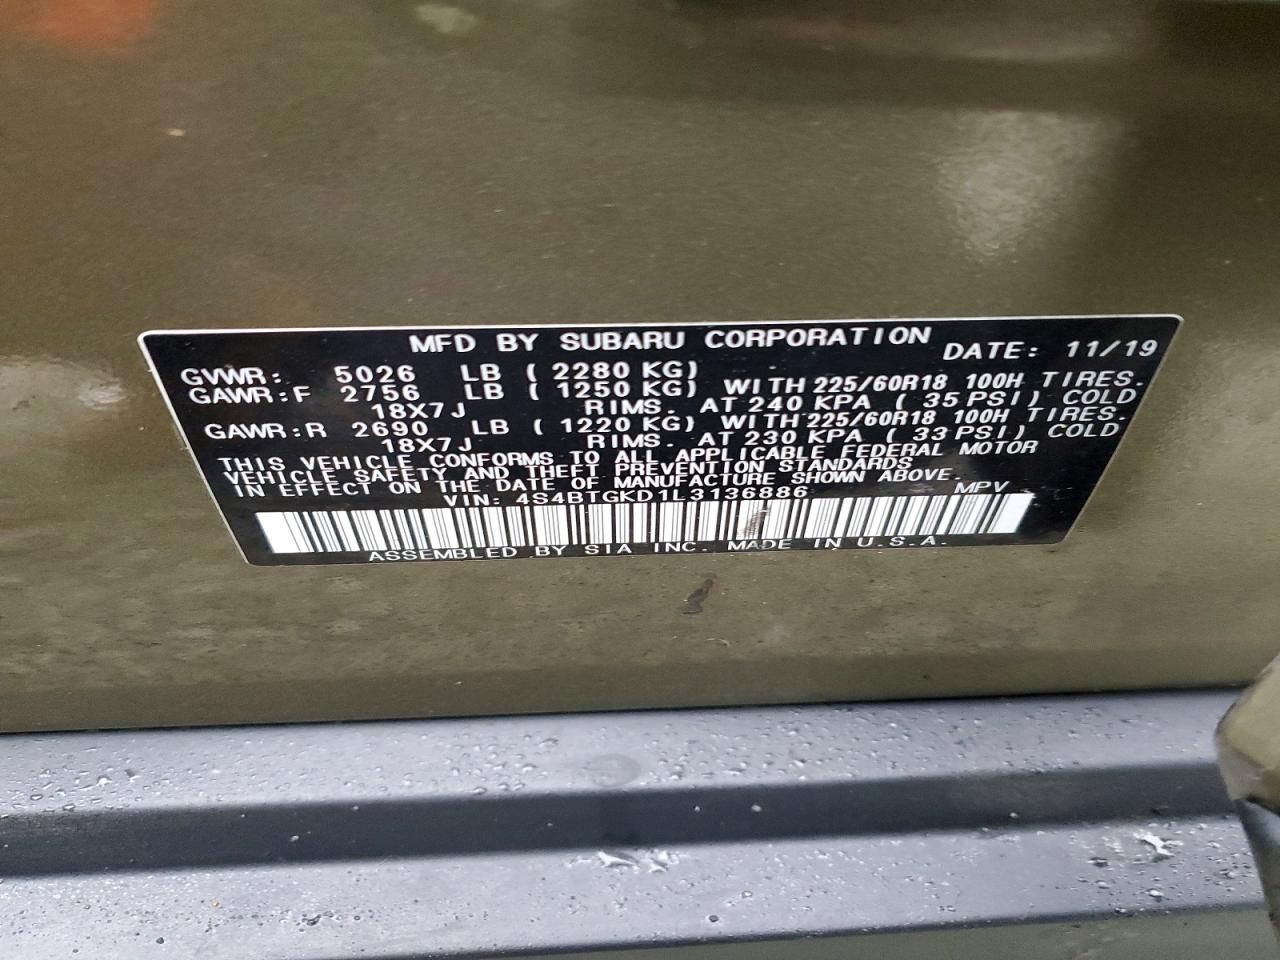 MFD BY SUBARU CORPORATION
DATE: 11/19
GVWR: 5026 LB ( 2280 KG)
GAWR:F 2756 LB ( 1250 KG) WITH 225/60R18 100H TIRES.
18X7J RIMS. AT 240 KPA ( 35 PSI) COLD
GAWR:R 2690 LB ( 1220 KG) WITH 225/60R18 100H TIRES.
18X7J RIMS. AT 230 KPA ( 33 PSI) COLD
THIS VEHICLE CONFORMS TO ALL APPLICABLE FEDERAL MOTOR
VEHICLE SAFETY AND THEFT PREVENTION STANDARDS
IN EFFECT ON THE DATE OF MANUFACTURE SHOWN ABOVE.
VIN: 4S4BTGKD1L3136886 MPV
ASSEMBLED BY SIA INC. MADE IN U.S.A.